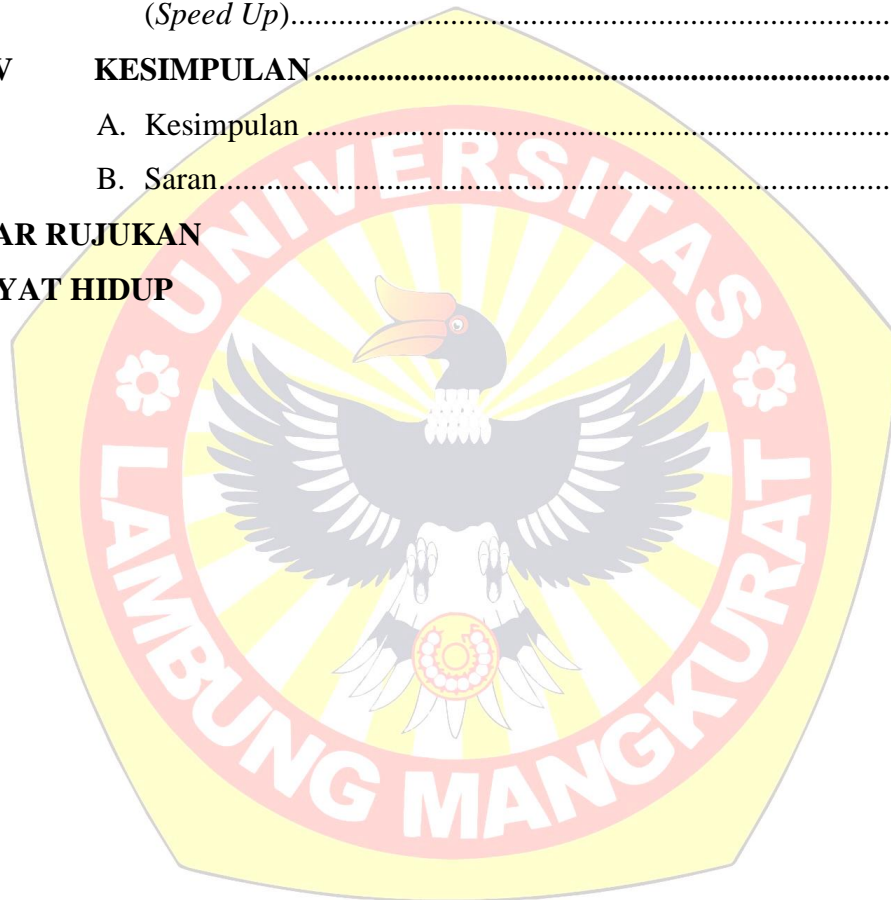 (Speed Up)......................................................................................
V KESIMPULAN........................................................................
A. Kesimpulan .........................................................................
B. Saran....................................................................................
AR RUJUKAN
YAT HIDUP
UNIVERSITAS
LAMBUNG MANGKURAT